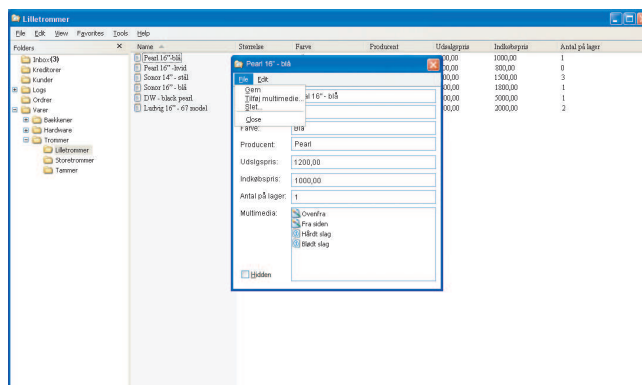 Lilletrommer
File Edit View Favorites Tools Help
Folders × Name Størrelse Farve Producent Udsalgspris Indkøbspris Antal på lager
Inbox (3)
Kreditorer
Kunder
Logs
Ordrer
Varer
Bækkener
Hardware
Trommer
Lilletrommer
Storetrommer
Tammer
Pearl 16"-blå 1000,00 1
Pearl 16" -hvid 800,00 0
Sonor 14" - stål 1500,00 3
Sonor 16" - blå 1800,00 1
DW - black pearl 5000,00 1
Ludvig 16" - 67 model 2000,00 2
Pearl 16" - blå
File Edit
Gem
Tilføj multimedie...
Slet...
Close
16" - blå
Farve: Blå
Producent: Pearl
Udslgspris: 1200,00
Indkøbspris: 1000,00
Antal på lager: 1
Multimedia:
Ovenfra
Fra siden
Hårdt slag
Blødt slag
Hidden